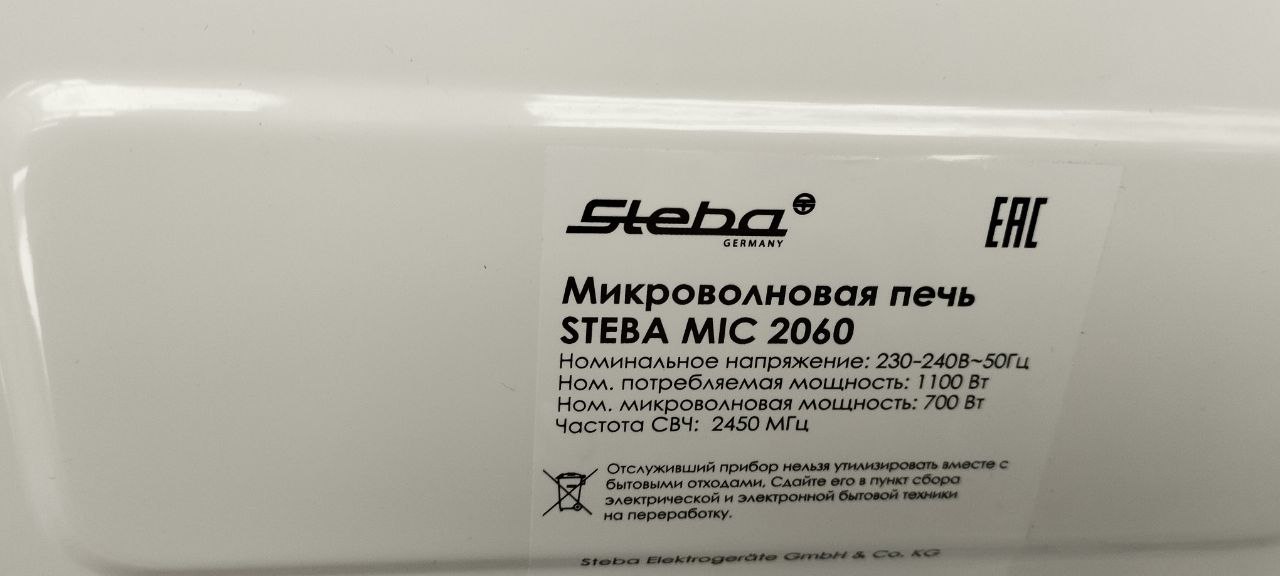 Steba
GERMANY
EAC
Микроволновая печь
STEBA MIC 2060
Номинальное напряжение: 230-240В~50Гц
Ном. потребляемая мощность: 1100 Вт
Ном. микроволновая мощность: 700 Вт
Частота СВЧ: 2450 МГц
Отслуживший прибор нельзя утилизировать вместе с
бытовыми отходами. Сдайте его в пункт сбора
электрической и электронной бытовой техники
на переработку.
Steba Elektrogeräte GmbH & Co. KG